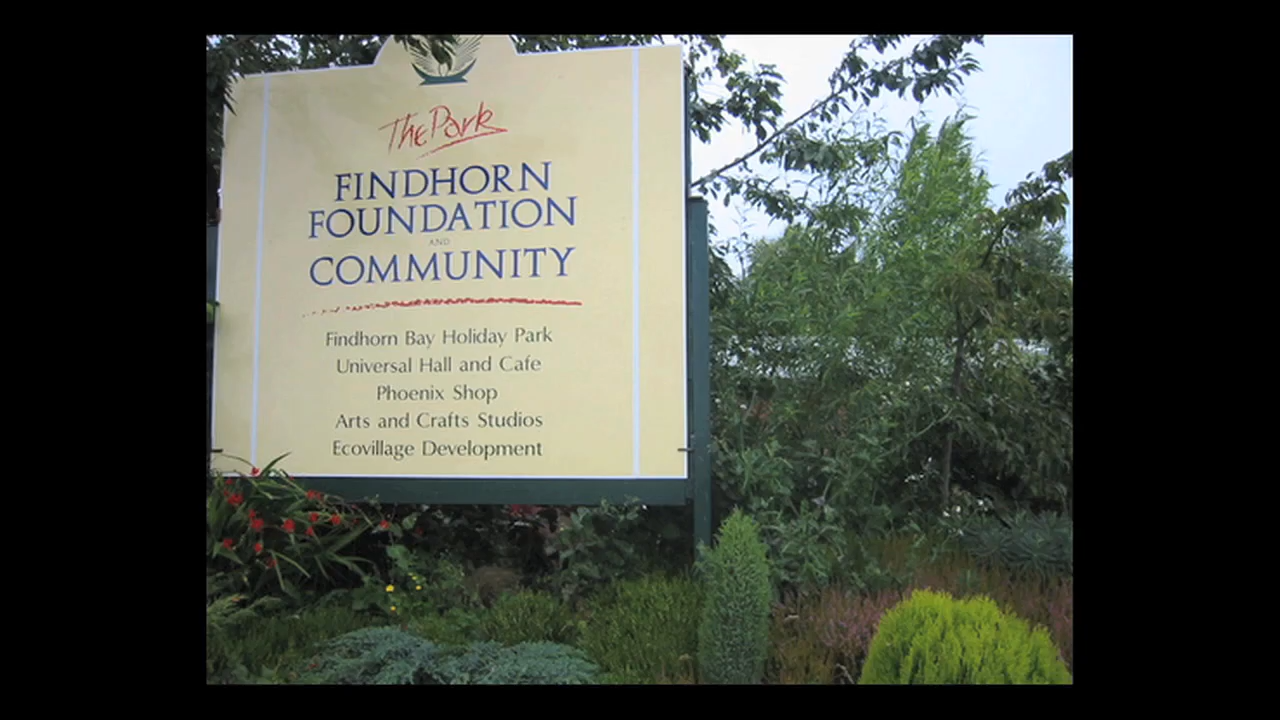 The Park
FINDHORN
FOUNDATION
AND
COMMUNITY
Findhorn Bay Holiday Park
Universal Hall and Cafe
Phoenix Shop
Arts and Crafts Studios
Ecovillage Development